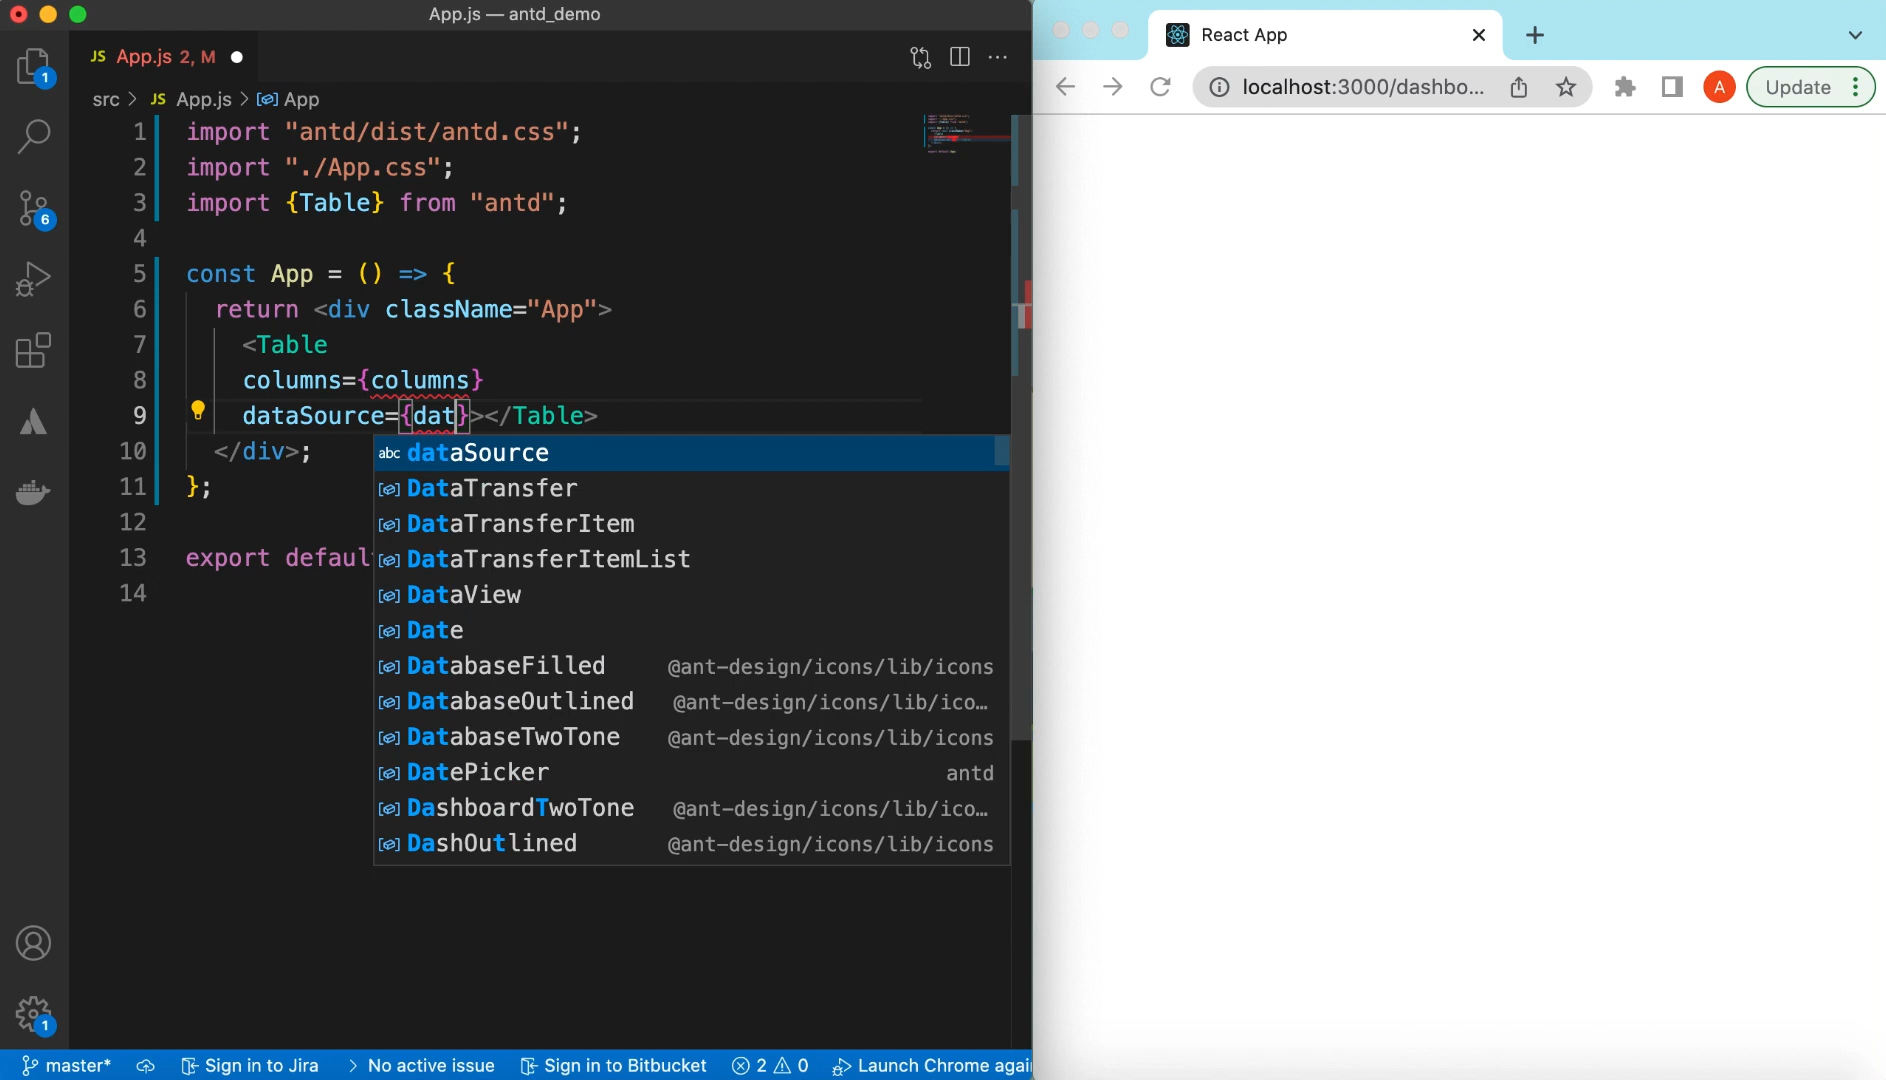 App.js — antd_demo
JS App.js 2, M
src > JS App.js > App
1 import "antd/dist/antd.css";
2 import "./App.css";
3 import {Table} from "antd";
4
5 const App = () => {
6 return <div className="App">
7 <Table
8 columns={columns}
9 dataSource={dat}></Table>
10 </div>;
11 };
12
13 export default
14
abc dataSource
DataTransfer
DataTransferItem
DataTransferItemList
DataView
Date
DatabaseFilled @ant-design/icons/lib/icons
DatabaseOutlined @ant-design/icons/lib/ico…
DatabaseTwoTone @ant-design/icons/lib/icons
DatePicker antd
DashboardTwoTone @ant-design/icons/lib/ico…
DashOutlined @ant-design/icons/lib/icons
1
6
1
master* Sign in to Jira > No active issue Sign in to Bitbucket 2 0 Launch Chrome agai
React App
localhost:3000/dashbo... A Update